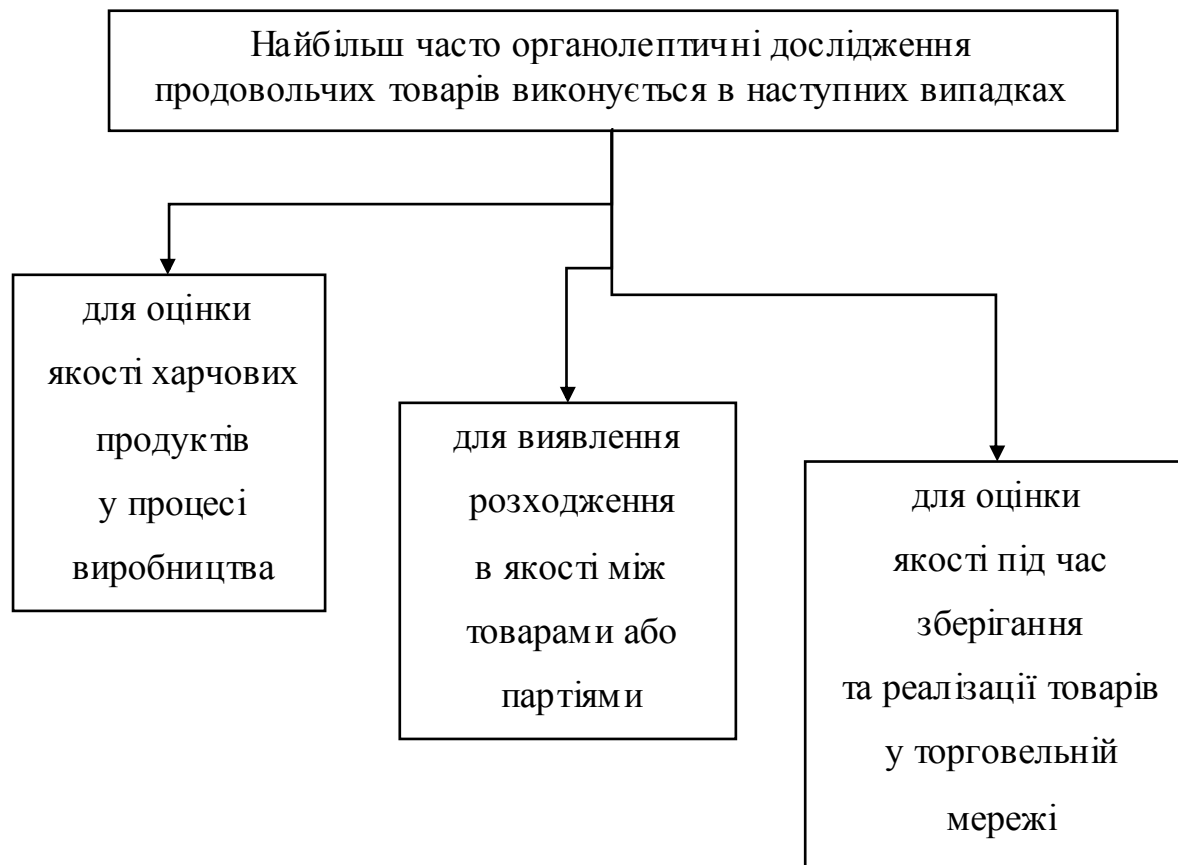 Найбільш часто органолептичні дослідження
продовольчих товарів виконується в наступних випадках
для оцінки
якості харчових
продуктів
у процесі
виробництва
для виявлення
розходження
в якості між
товарами або
партіями
для оцінки
якості під час
зберігання
та реалізації товарів
у торговельній
мережі